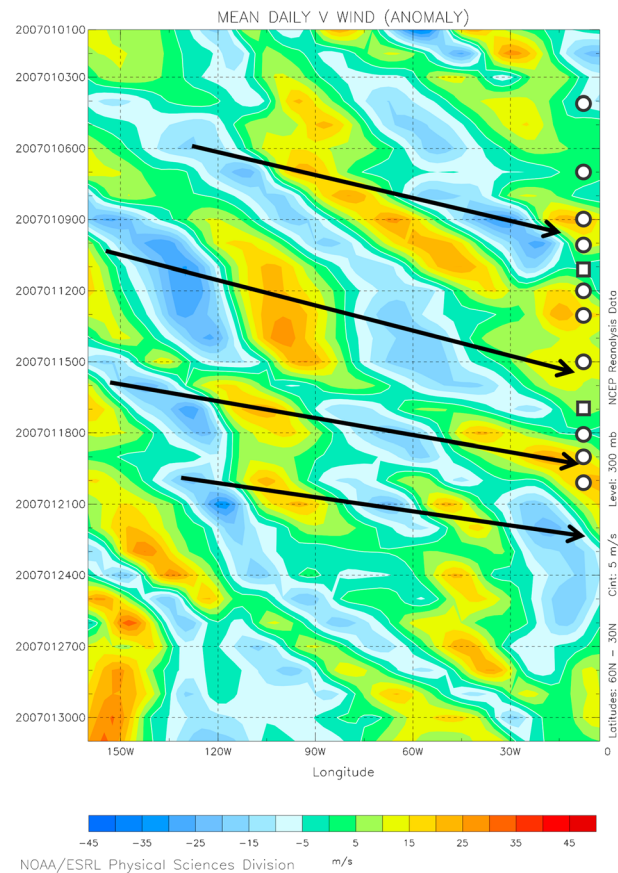 MEAN DAILY V WIND (ANOMALY)
2007010100
2007010300
2007010600
2007010900
2007011200
2007011500
2007011800
2007012100
2007012400
2007012700
2007013000
150W 120W 90W 60W 30W 0
Longitude
Latitudes: 60N – 30N Cint: 5 m/s Level: 300 mb NCEP Reanalysis Data
−45 −35 −25 −15 −5 5 15 25 35 45
m/s
NOAA/ESRL Physical Sciences Division